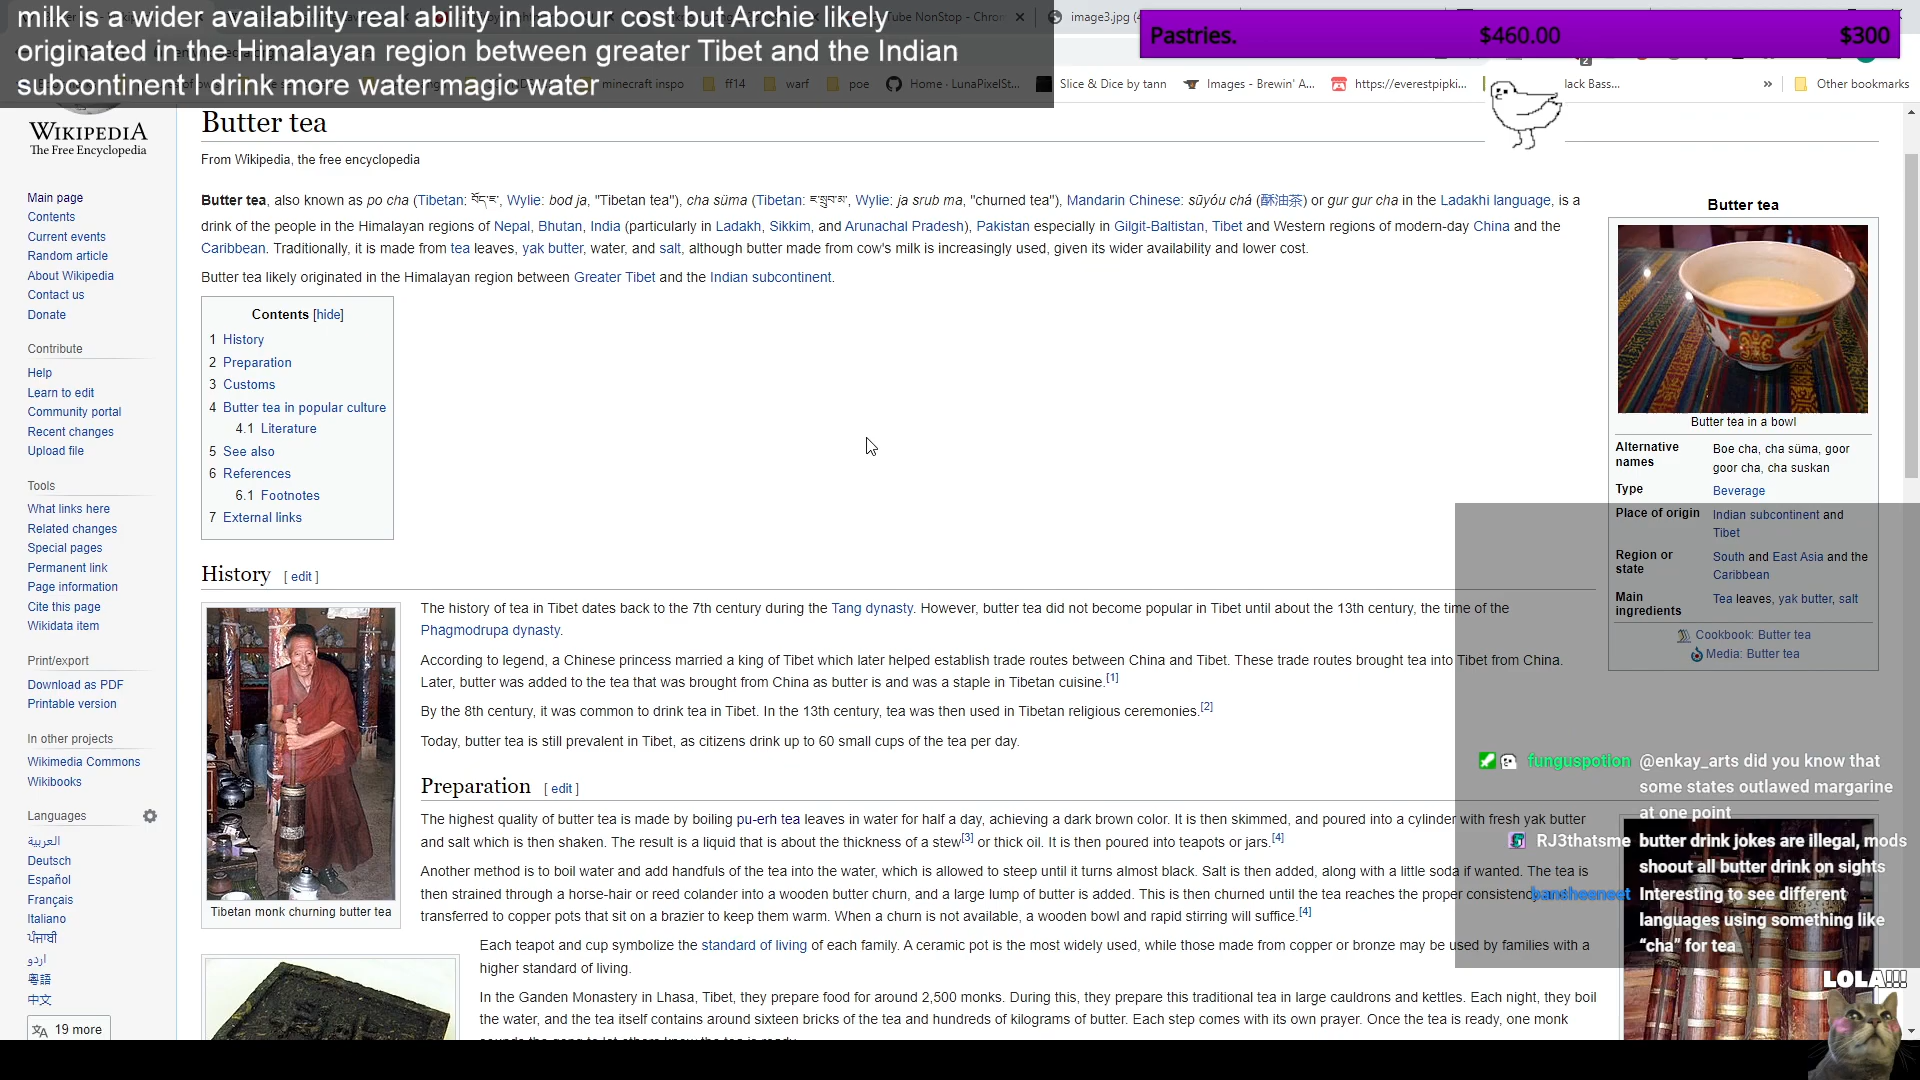 milk is a wider availability real ability in labour cost but Archie likely
originated in the Himalayan region between greater Tibet and the Indian
subcontinent I drink more water magic water
Tube NonStop - Chron
image3.jpg (4
Pastries. $460.00 $300
minecraft inspo ff14 warf poe Home - LunaPixelSt... Slice & Dice by tann Images - Brewin' A... https://everestpipki... lack Bass... » Other bookmarks
WIKIPEDIA
The Free Encyclopedia
Main page
Contents
Current events
Random article
About Wikipedia
Contact us
Donate
Contribute
Help
Learn to edit
Community portal
Recent changes
Upload file
Tools
What links here
Related changes
Special pages
Permanent link
Page information
Cite this page
Wikidata item
Print/export
Download as PDF
Printable version
In other projects
Wikimedia Commons
Wikibooks
Languages
العربية
Deutsch
Español
Français
Italiano
ਪੰਜਾਬੀ
اردو
粵語
中文
19 more
Butter tea
From Wikipedia, the free encyclopedia
Butter tea, also known as po cha (Tibetan: བོད་ཇ་, Wylie: bod ja, "Tibetan tea"), cha süma (Tibetan: ཇ་སྲུབ་མ་, Wylie: ja srub ma, "churned tea"), Mandarin Chinese: sūyóu chá (酥油茶) or gur gur cha in the Ladakhi language, is a
drink of the people in the Himalayan regions of Nepal, Bhutan, India (particularly in Ladakh, Sikkim, and Arunachal Pradesh), Pakistan especially in Gilgit-Baltistan, Tibet and Western regions of modern-day China and the
Caribbean. Traditionally, it is made from tea leaves, yak butter, water, and salt, although butter made from cow's milk is increasingly used, given its wider availability and lower cost.
Butter tea likely originated in the Himalayan region between Greater Tibet and the Indian subcontinent.
Contents [hide]
1 History
2 Preparation
3 Customs
4 Butter tea in popular culture
4.1 Literature
5 See also
6 References
6.1 Footnotes
7 External links
History [ edit ]
The history of tea in Tibet dates back to the 7th century during the Tang dynasty. However, butter tea did not become popular in Tibet until about the 13th century, the time of the
Phagmodrupa dynasty.
According to legend, a Chinese princess married a king of Tibet which later helped establish trade routes between China and Tibet. These trade routes brought tea into Tibet from China.
Later, butter was added to the tea that was brought from China as butter is and was a staple in Tibetan cuisine.[1]
By the 8th century, it was common to drink tea in Tibet. In the 13th century, tea was then used in Tibetan religious ceremonies.[2]
Today, butter tea is still prevalent in Tibet, as citizens drink up to 60 small cups of the tea per day.
Tibetan monk churning butter tea
Preparation [ edit ]
The highest quality of butter tea is made by boiling pu-erh tea leaves in water for half a day, achieving a dark brown color. It is then skimmed, and poured into a cylinder with fresh yak butter
and salt which is then shaken. The result is a liquid that is about the thickness of a stew[3] or thick oil. It is then poured into teapots or jars.[4]
Another method is to boil water and add handfuls of the tea into the water, which is allowed to steep until it turns almost black. Salt is then added, along with a little soda if wanted. The tea is
then strained through a horse-hair or reed colander into a wooden butter churn, and a large lump of butter is added. This is then churned until the tea reaches the proper consistency and
transferred to copper pots that sit on a brazier to keep them warm. When a churn is not available, a wooden bowl and rapid stirring will suffice.[4]
Each teapot and cup symbolize the standard of living of each family. A ceramic pot is the most widely used, while those made from copper or bronze may be used by families with a
higher standard of living.
In the Ganden Monastery in Lhasa, Tibet, they prepare food for around 2,500 monks. During this, they prepare this traditional tea in large cauldrons and kettles. Each night, they boil
the water, and the tea itself contains around sixteen bricks of the tea and hundreds of kilograms of butter. Each step comes with its own prayer. Once the tea is ready, one monk
Butter tea
Butter tea in a bowl
Alternative names Boe cha, cha süma, goor
goor cha, cha suskan
Type Beverage
Place of origin Indian subcontinent and
Tibet
Region or state South and East Asia and the
Caribbean
Main ingredients Tea leaves, yak butter, salt
Cookbook: Butter tea
Media: Butter tea
funguspotion @enkay_arts did you know that
some states outlawed margarine
at one point
RJ3thatsme butter drink jokes are illegal, mods
shoout all butter drink on sights
bansheeneet Interesting to see different
languages using something like
“cha” for tea
LOLA!!!